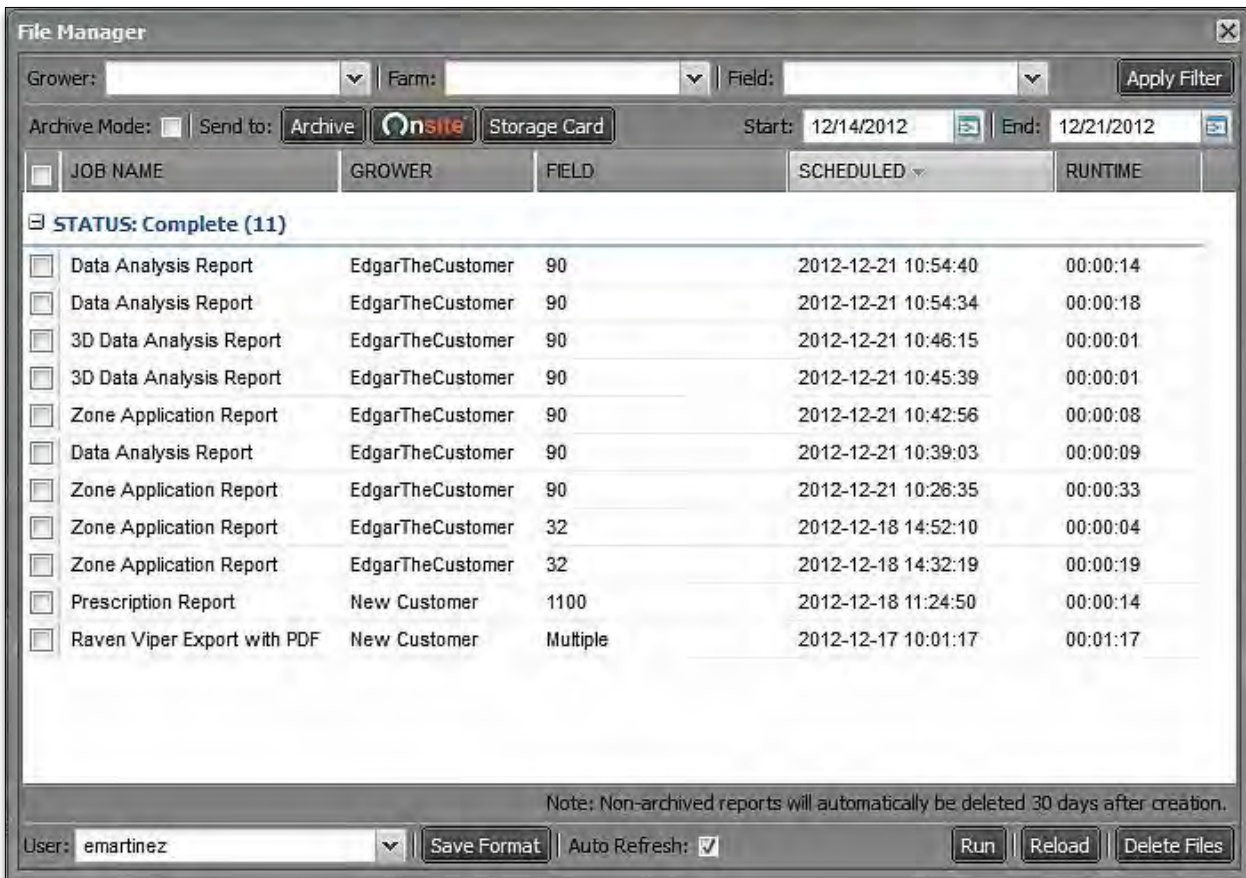 File Manager
Grower: Farm: Field: Apply Filter
Archive Mode: Send to: Archive Onsite Storage Card Start: 12/14/2012 End: 12/21/2012
JOB NAME GROWER FIELD SCHEDULED RUNTIME
STATUS: Complete (11)
Data Analysis Report EdgarTheCustomer 90 2012-12-21 10:54:40 00:00:14
Data Analysis Report EdgarTheCustomer 90 2012-12-21 10:54:34 00:00:18
3D Data Analysis Report EdgarTheCustomer 90 2012-12-21 10:46:15 00:00:01
3D Data Analysis Report EdgarTheCustomer 90 2012-12-21 10:45:39 00:00:01
Zone Application Report EdgarTheCustomer 90 2012-12-21 10:42:56 00:00:08
Data Analysis Report EdgarTheCustomer 90 2012-12-21 10:39:03 00:00:09
Zone Application Report EdgarTheCustomer 90 2012-12-21 10:26:35 00:00:33
Zone Application Report EdgarTheCustomer 32 2012-12-18 14:52:10 00:00:04
Zone Application Report EdgarTheCustomer 32 2012-12-18 14:32:19 00:00:19
Prescription Report New Customer 1100 2012-12-18 11:24:50 00:00:14
Raven Viper Export with PDF New Customer Multiple 2012-12-17 10:01:17 00:01:17
Note: Non-archived reports will automatically be deleted 30 days after creation.
User: emartinez Save Format Auto Refresh: Run Reload Delete Files